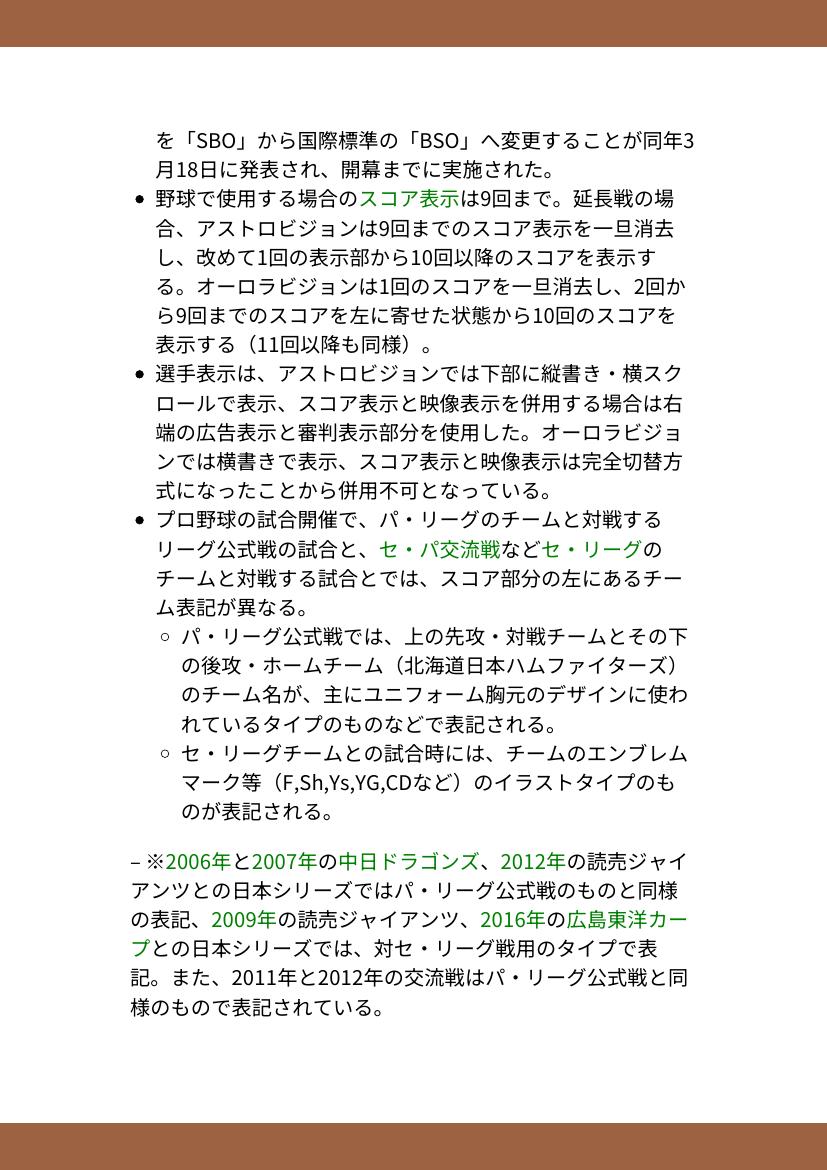 を「SBO」から国際標準の「BSO」へ変更することが同年3
月18日に発表され、開幕までに実施された。
• 野球で使用する場合のスコア表示は9回まで。延長戦の場
合、アストロビジョンは9回までのスコア表示を一旦消去
し、改めて1回の表示部から10回以降のスコアを表示す
る。オーロラビジョンは1回のスコアを一旦消去し、2回か
ら9回までのスコアを左に寄せた状態から10回のスコアを
表示する（11回以降も同様）。
• 選手表示は、アストロビジョンでは下部に縦書き・横スク
ロールで表示、スコア表示と映像表示を併用する場合は右
端の広告表示と審判表示部分を使用した。オーロラビジョ
ンでは横書きで表示、スコア表示と映像表示は完全切替方
式になったことから併用不可となっている。
• プロ野球の試合開催で、パ・リーグのチームと対戦する
リーグ公式戦の試合と、セ・パ交流戦などセ・リーグの
チームと対戦する試合とでは、スコア部分の左にあるチー
ム表記が異なる。
◦ パ・リーグ公式戦では、上の先攻・対戦チームとその下
の後攻・ホームチーム（北海道日本ハムファイターズ）
のチーム名が、主にユニフォーム胸元のデザインに使わ
れているタイプのものなどで表記される。
◦ セ・リーグチームとの試合時には、チームのエンブレム
マーク等（F,Sh,Ys,YG,CDなど）のイラストタイプのも
のが表記される。
– ※2006年と2007年の中日ドラゴンズ、2012年の読売ジャイ
アンツとの日本シリーズではパ・リーグ公式戦のものと同様
の表記、2009年の読売ジャイアンツ、2016年の広島東洋カー
プとの日本シリーズでは、対セ・リーグ戦用のタイプで表
記。また、2011年と2012年の交流戦はパ・リーグ公式戦と同
様のもので表記されている。